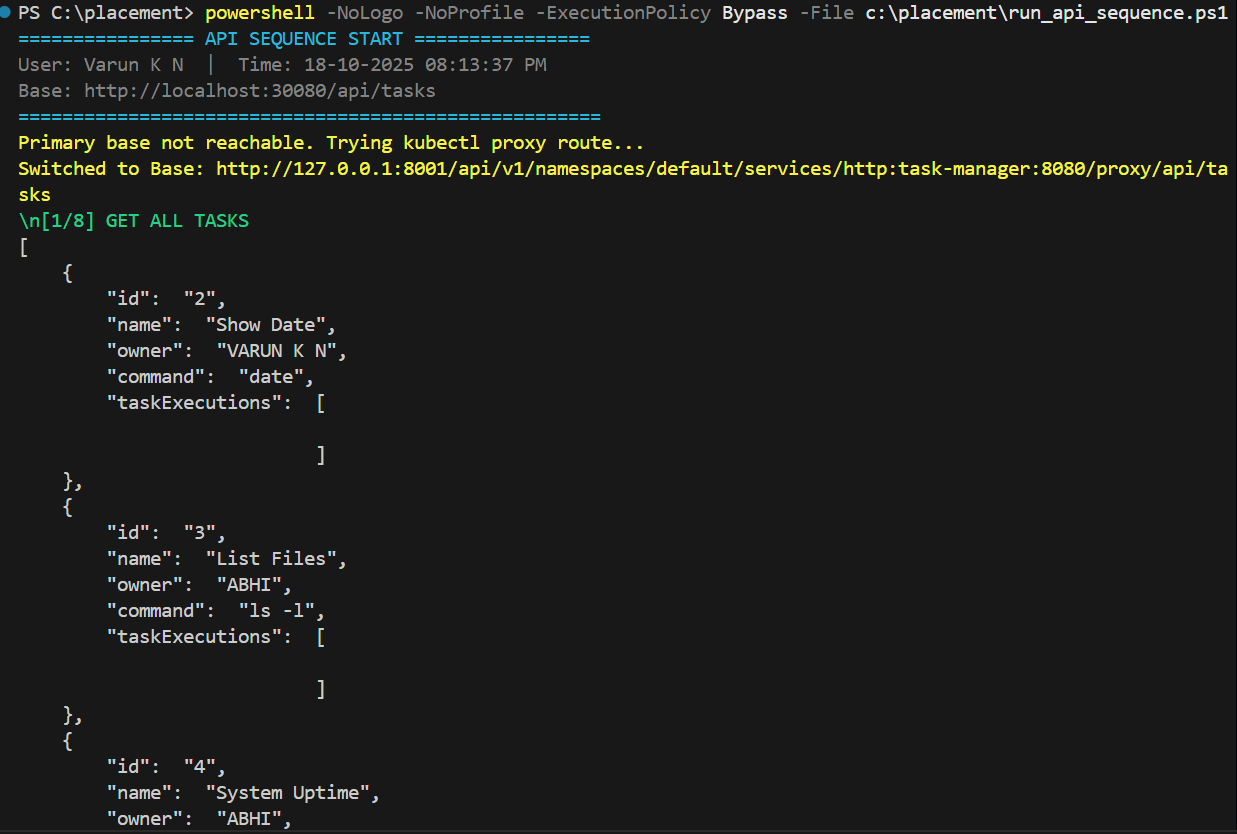 PS C:\placement> powershell -NoLogo -NoProfile -ExecutionPolicy Bypass -File c:\placement\run_api_sequence.ps1
================ API SEQUENCE START ================
User: Varun K N  |  Time: 18-10-2025 08:13:37 PM
Base: http://localhost:30080/api/tasks
=====================================================
Primary base not reachable. Trying kubectl proxy route...
Switched to Base: http://127.0.0.1:8001/api/v1/namespaces/default/services/http:task-manager:8080/proxy/api/ta
sks
\n[1/8] GET ALL TASKS
[
    {
        "id":  "2",
        "name":  "Show Date",
        "owner":  "VARUN K N",
        "command":  "date",
        "taskExecutions":  [

                           ]
    },
    {
        "id":  "3",
        "name":  "List Files",
        "owner":  "ABHI",
        "command":  "ls -l",
        "taskExecutions":  [

                           ]
    },
    {
        "id":  "4",
        "name":  "System Uptime",
        "owner":  "ABHI",